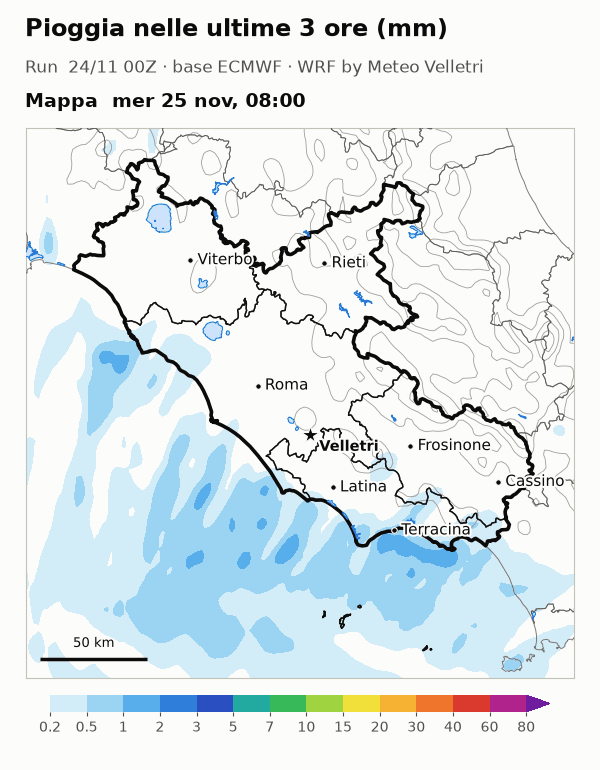 Pioggia nelle ultime 3 ore (mm)
Run  24/11 00Z · base ECMWF · WRF by Meteo Velletri
Mappa  mer 25 nov, 08:00
Viterbo
Rieti
Roma
Velletri
Frosinone
Cassino
Latina
Terracina
50 km
0.2 0.5 1 2 3 5 7 10 15 20 30 40 60 80